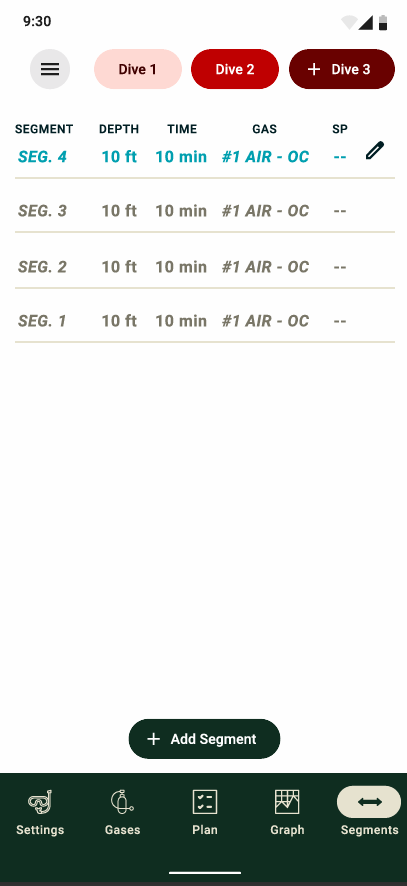 9:30
Dive 1 Dive 2 + Dive 3
SEGMENT DEPTH TIME GAS SP
SEG. 4 10 ft 10 min #1 AIR - OC --
SEG. 3 10 ft 10 min #1 AIR - OC --
SEG. 2 10 ft 10 min #1 AIR - OC --
SEG. 1 10 ft 10 min #1 AIR - OC --
+ Add Segment
Settings Gases Plan Graph Segments